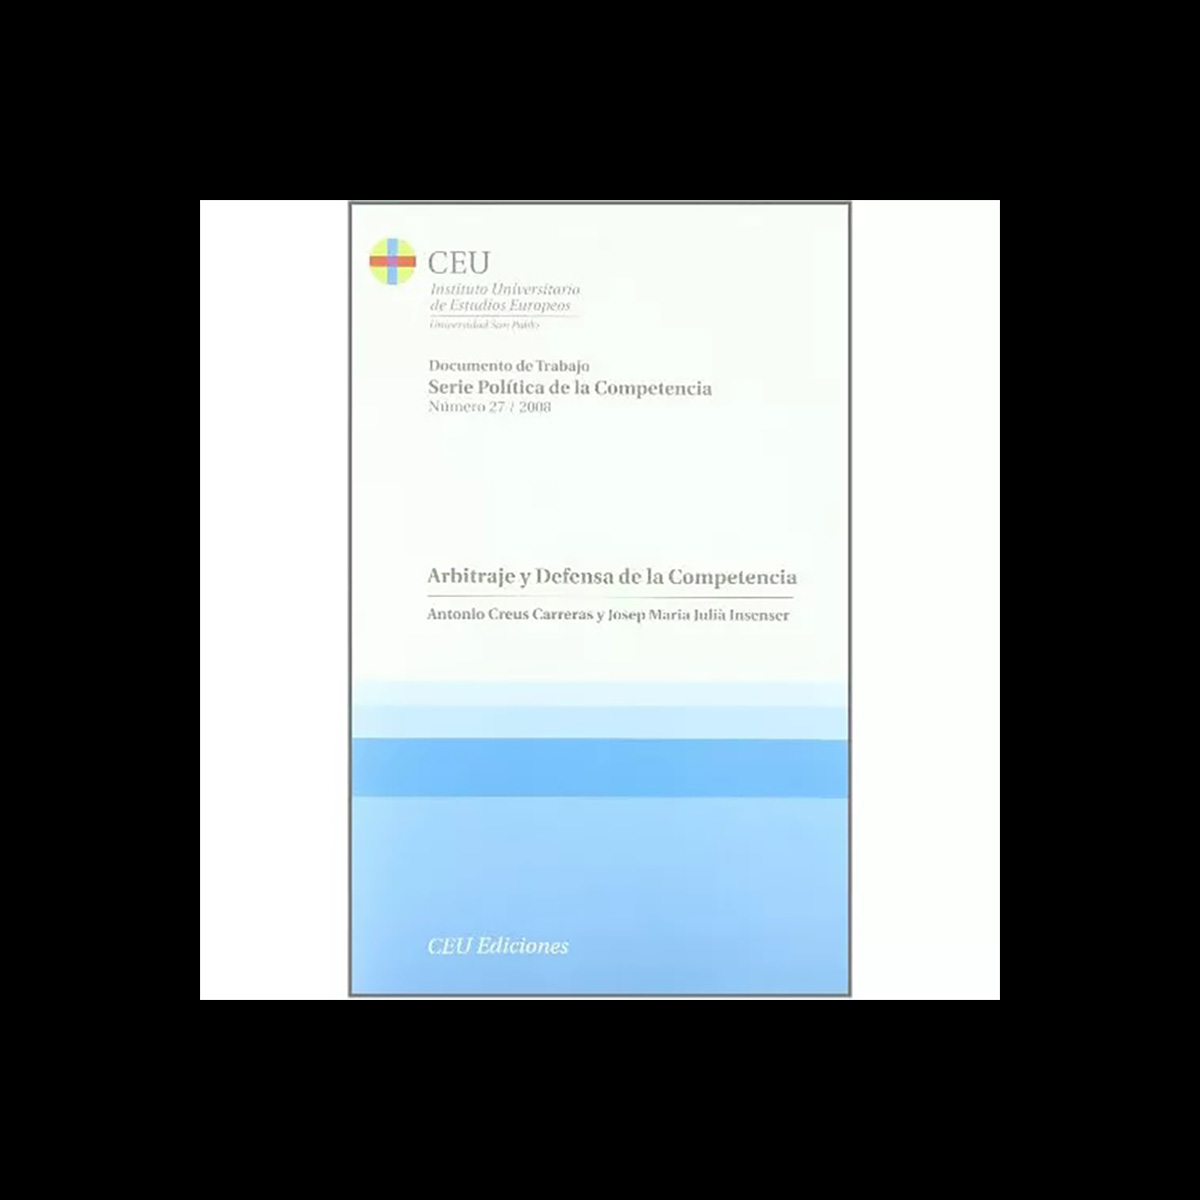 CEU
Instituto Universitario
de Estudios Europeos
Universidad San Pablo
Documento de Trabajo
Serie Política de la Competencia
Número 27 / 2008
Arbitraje y Defensa de la Competencia
Antonio Creus Carreras y Josep Maria Julià Insenser
CEU Ediciones